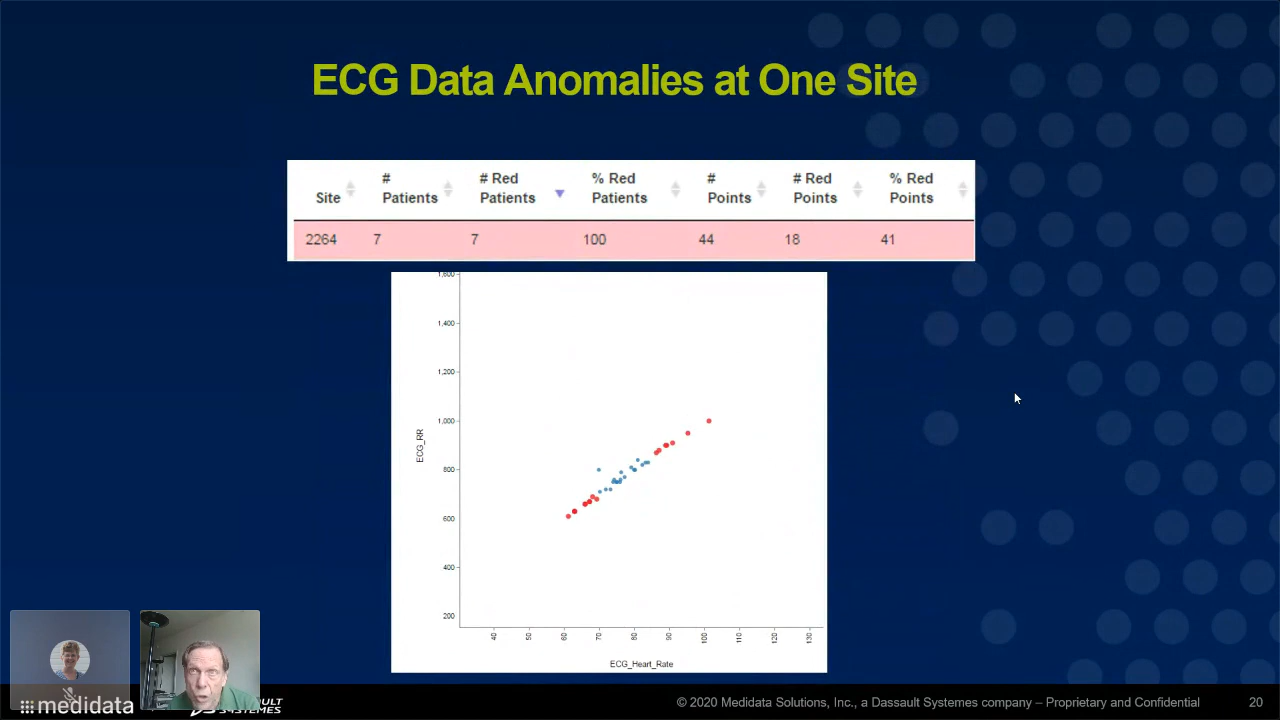 ECG Data Anomalies at One Site
Site # Patients # Red Patients % Red Patients # Points # Red Points % Red Points
2264 7 7 100 44 18 41
1,600
1,400
1,200
1,000
800
600
400
200
ECG_RR
40 50 60 70 80 90 100 110 120 130
ECG_Heart_Rate
medidata
SYSTEMES
© 2020 Medidata Solutions, Inc., a Dassault Systemes company – Proprietary and Confidential
20